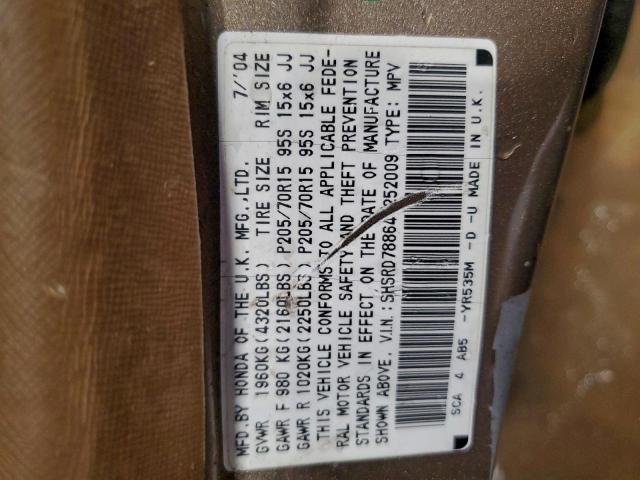 MFD.BY HONDA OF THE U.K. MFG.,LTD. 7/'04
GVWR 1960KG(4320LBS) TIRE SIZE RIM SIZE
GAWR F 980 KG(2160LBS) P205/70R15 95S 15x6 JJ
GAWR R 1020KG(2250LBS) P205/70R15 95S 15x6 JJ
THIS VEHICLE CONFORMS TO ALL APPLICABLE FEDE-
RAL MOTOR VEHICLE SAFETY AND THEFT PREVENTION
STANDARDS IN EFFECT ON THE DATE OF MANUFACTURE
SHOWN ABOVE. V.I.N.:SHSRD78864U252009 TYPE: MPV
SCA 4 AB5 -YR535M -D -U MADE IN U.K.